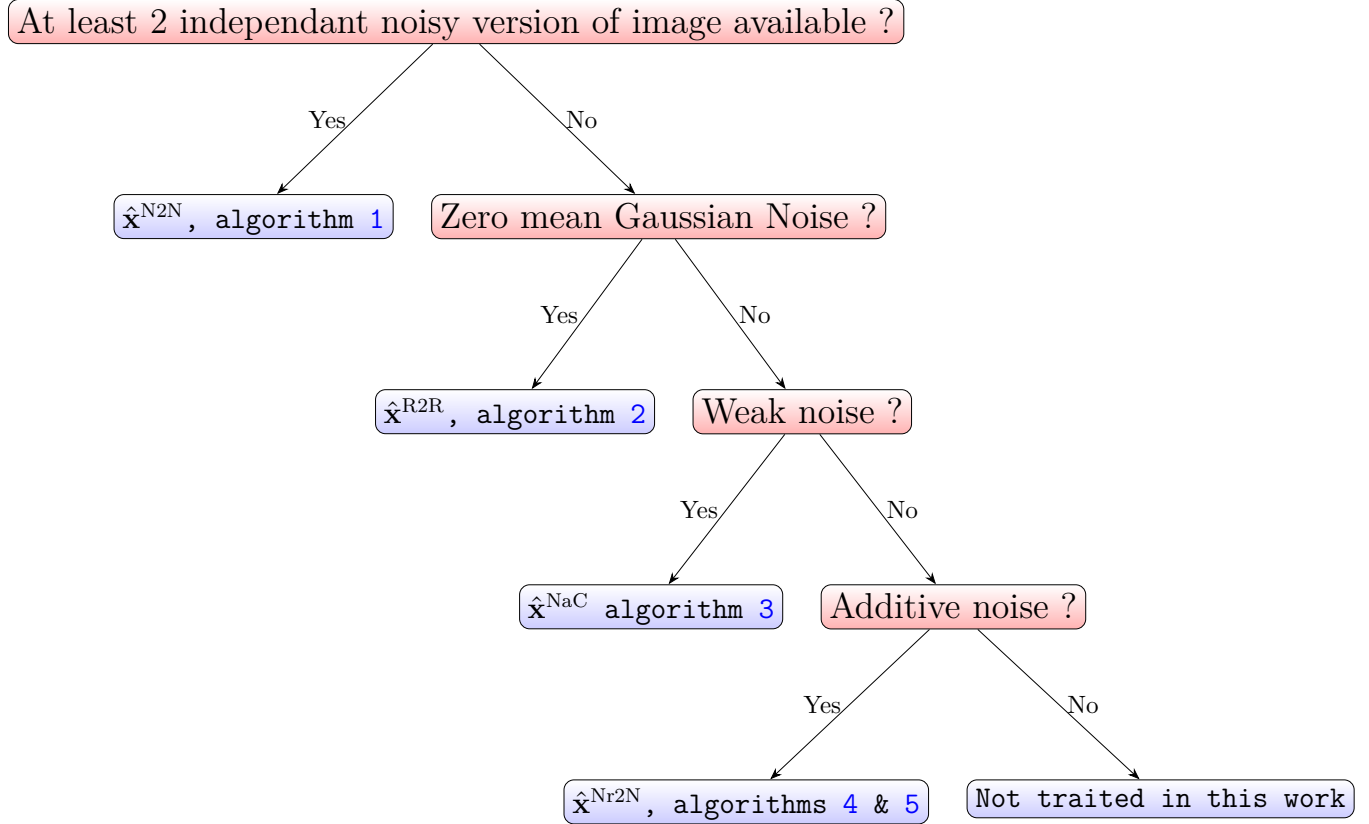 At least 2 independant noisy version of image available ?
Yes
No
x̂^N2N, algorithm 1
Zero mean Gaussian Noise ?
Yes
No
x̂^R2R, algorithm 2
Weak noise ?
Yes
No
x̂^NaC algorithm 3
Additive noise ?
Yes
No
x̂^Nr2N, algorithms 4 & 5
Not traited in this work